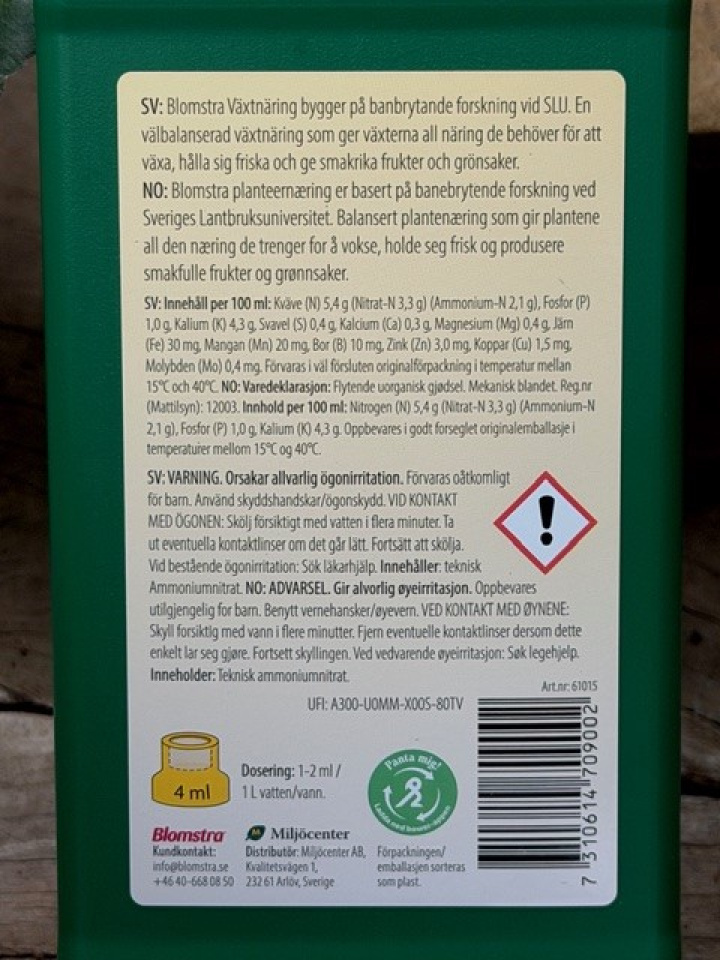 SV: Blomstra Växtnäring bygger på banbrytande forskning vid SLU. En
välbalanserad växtnäring som ger växterna all näring de behöver för att
växa, hålla sig friska och ge smakrika frukter och grönsaker.
NO: Blomstra planteernæring er basert på banebrytende forskning ved
Sveriges Lantbruksuniversitet. Balansert plantenæring som gir plantene
all den næring de trenger for å vokse, holde seg frisk og produsere
smakfulle frukter og grønnsaker.
SV: Innehåll per 100 ml: Kväve (N) 5,4 g (Nitrat-N 3,3 g) (Ammonium-N 2,1 g), Fosfor (P)
1,0 g, Kalium (K) 4,3 g, Svavel (S) 0,4 g, Kalcium (Ca) 0,3 g, Magnesium (Mg) 0,4 g, Järn
(Fe) 30 mg, Mangan (Mn) 20 mg, Bor (B) 10 mg, Zink (Zn) 3,0 mg, Koppar (Cu) 1,5 mg,
Molybden (Mo) 0,4 mg. Förvaras i väl försluten originalförpackning i temperatur mellan
15°C och 40°C. NO: Varedeklarasjon: Flytende uorganisk gjødsel. Mekanisk blandet. Reg.nr
(Mattilsyn): 12003. Innhold per 100 ml: Nitrogen (N) 5,4 g (Nitrat-N 3,3 g) (Ammonium-N
2,1 g), Fosfor (P) 1,0 g, Kalium (K) 4,3 g. Oppbevares i godt forseglet originalemballasje i
temperaturer mellom 15°C og 40°C.
SV: VARNING. Orsakar allvarlig ögonirritation. Förvaras oåtkomligt
för barn. Använd skyddshandskar/ögonskydd. VID KONTAKT
MED ÖGONEN: Skölj försiktigt med vatten i flera minuter. Ta
ut eventuella kontaktlinser om det går lätt. Fortsätt att skölja.
Vid bestående ögonirritation: Sök läkarhjälp. Innehåller: teknisk
Ammoniumnitrat. NO: ADVARSEL. Gir alvorlig øyeirritasjon. Oppbevares
utilgjengelig for barn. Benytt vernehansker/øyevern. VED KONTAKT MED ØYNENE:
Skyll forsiktig med vann i flere minutter. Fjern eventuelle kontaktlinser dersom dette
enkelt lar seg gjøre. Fortsett skyllingen. Ved vedvarende øyeirritasjon: Søk legehjelp.
Inneholder: Teknisk ammoniumnitrat.
Art.nr: 61015
UFI: A300-U0MM-X00S-80TV
4 ml
Dosering: 1-2 ml /
1 L vatten/vann.
Panta mig!
Ladda ned bower-appen
7 310614 709002
Blomstra
Kundkontakt:
info@blomstra.se
+46 40-668 08 50
M Miljöcenter
Distributör: Miljöcenter AB,
Kvalitetsvägen 1,
232 61 Arlöv, Sverige
Förpackningen/
emballasjen sorteras
som plast.